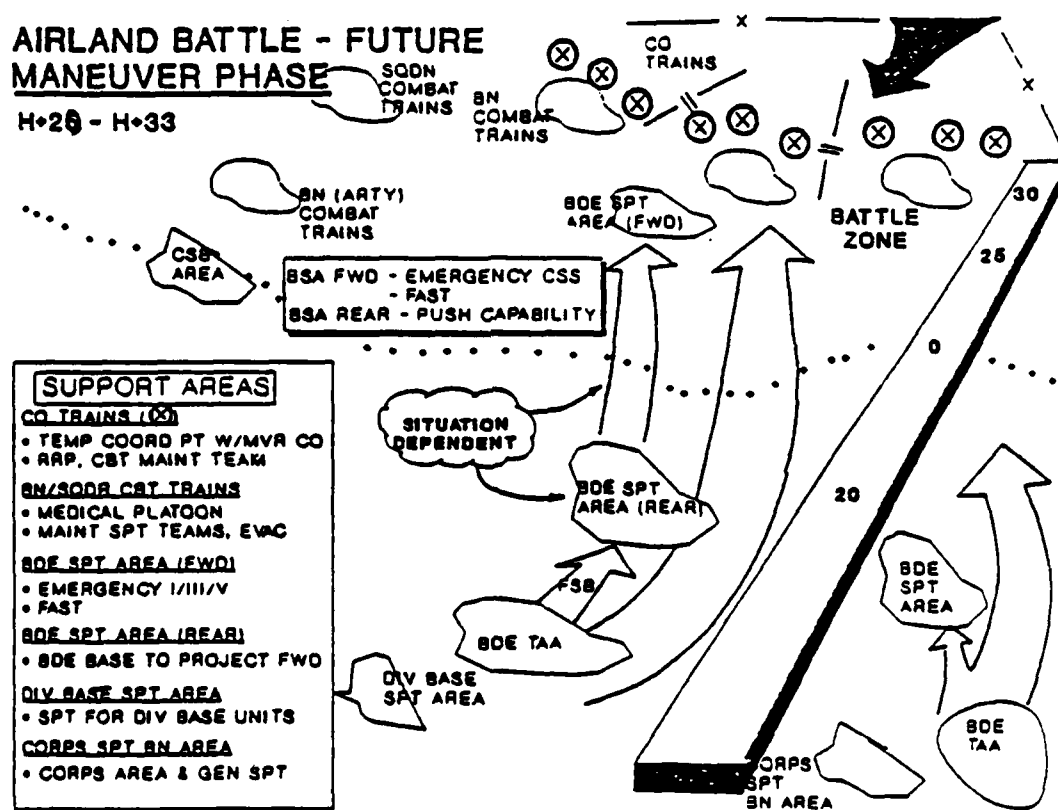 AIRLAND BATTLE - FUTURE
MANEUVER PHASE
- H+33
SQDN
COMBAT
TRAINS
BN
COMBAT
TRAINS
CO
TRAINS
BN (ARTY)
COMBAT
TRAINS
BDE SPT
AREA (FWD)
BATTLE
ZONE
30
25
0
20
CSB
AREA
BSA FWD - EMERGENCY CSS
- FAST
BSA REAR - PUSH CAPABILITY
SITUATION
DEPENDENT
BDE SPT
AREA (REAR)
FSB
BDE TAA
DIV BASE
SPT AREA
BDE
SPT
AREA
BDE
TAA
CORPS
SPT
BN AREA
SUPPORT AREAS
CO TRAINS (⊗)
• TEMP COORD PT W/MVR CO
• RRP, CBT MAINT TEAM
BN/SQDR CBT TRAINS
• MEDICAL PLATOON
• MAINT SPT TEAMS, EVAC
BDE SPT AREA (FWD)
• EMERGENCY I/III/V
• FAST
BDE SPT AREA (REAR)
• BDE BASE TO PROJECT FWD
DIV BASE SPT AREA
• SPT FOR DIV BASE UNITS
CORPS SPT BN AREA
• CORPS AREA & GEN SPT